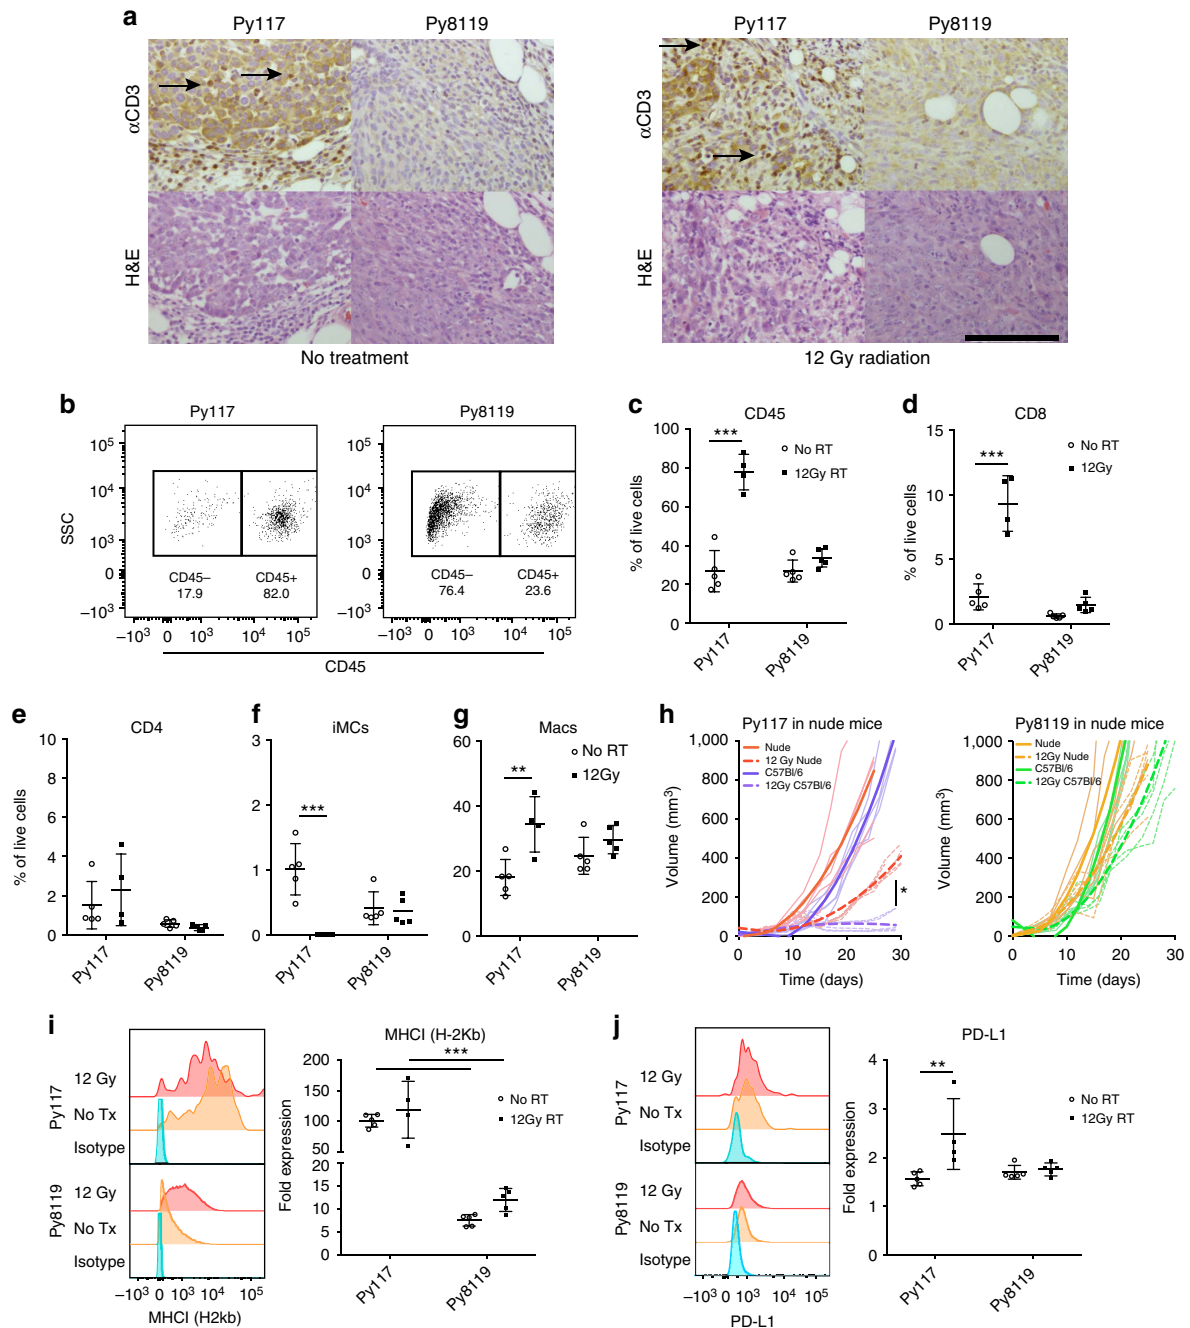 a
Py117 Py8119 Py117 Py8119
αCD3
H&E H&E
No treatment 12 Gy radiation
b
Py117 Py8119
SSC
10⁵ 10⁵
10⁴ 10⁴
10³ 10³
0 0
−10³ −10³
CD45− CD45+ CD45− CD45+
17.9 82.0 76.4 23.6
−10³ 0 10³ 10⁴ 10⁵ −10³ 0 10³ 10⁴ 10⁵
CD45
c
CD45
% of live cells
100
80
60
40
20
0
***
No RT
12Gy RT
Py117 Py8119
d
CD8
% of live cells
15
10
5
0
***
No RT
12Gy
Py117 Py8119
e
CD4
% of live cells
10
8
6
4
2
0
Py117 Py8119
f
iMCs
3
2
1
0
***
Py117 Py8119
g
Macs
60
40
20
0
**
No RT
12Gy
Py117 Py8119
h
Py117 in nude mice
Volume (mm³)
1,000
800
600
400
200
0
Nude
12 Gy Nude
C57Bl/6
12Gy C57Bl/6
*
0 10 20 30
Time (days)
Py8119 in nude mice
Volume (mm³)
1,000
800
600
400
200
0
Nude
12Gy Nude
C57Bl/6
12Gy C57Bl/6
0 10 20 30
Time (days)
i
Py117
12 Gy
No Tx
Isotype
Py8119
12 Gy
No Tx
Isotype
−10³ 0 10³ 10⁴ 10⁵
MHCI (H2kb)
MHCI (H-2Kb)
Fold expression
200
150
100
50
20
15
10
5
0
***
No RT
12Gy RT
Py117 Py8119
j
Py117
12 Gy
No Tx
Isotype
Py8119
12 Gy
No Tx
Isotype
−10³ 0 10³ 10⁴ 10⁵
PD-L1
PD-L1
Fold expression
4
3
2
1
0
**
No RT
12Gy RT
Py117 Py8119